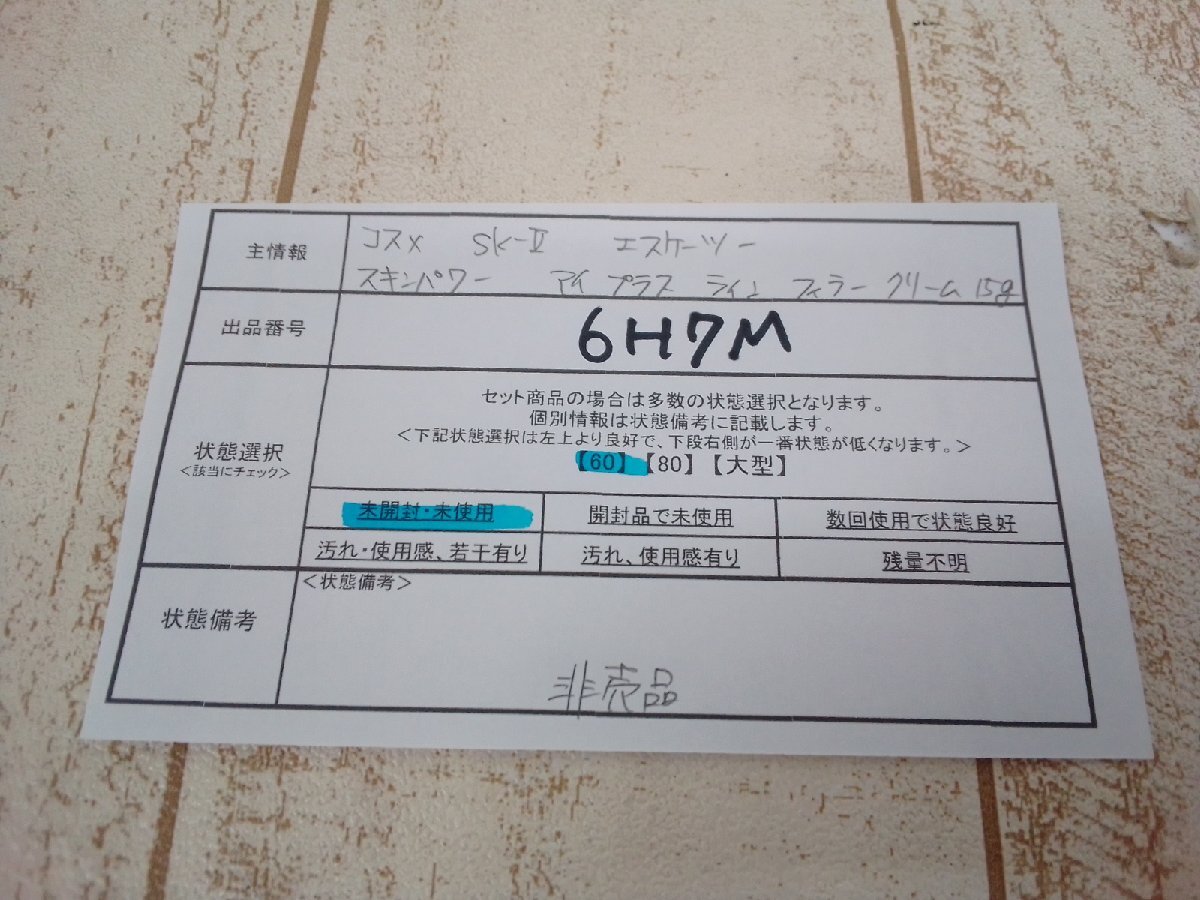 主情報
コスメ SK-II エスケーツー
スキンパワー アイ プラス ライン フィラー クリーム 15g
出品番号
6H7M
状態選択
<該当にチェック>
セット商品の場合は多数の状態選択となります。
個別情報は状態備考に記載します。
<下記状態選択は左上より良好で、下段右側が一番状態が低くなります。>
【60】【80】【大型】
未開封・未使用 開封品で未使用 数回使用で状態良好
汚れ・使用感、若干有り 汚れ、使用感有り 残量不明
状態備考
<状態備考>
非売品